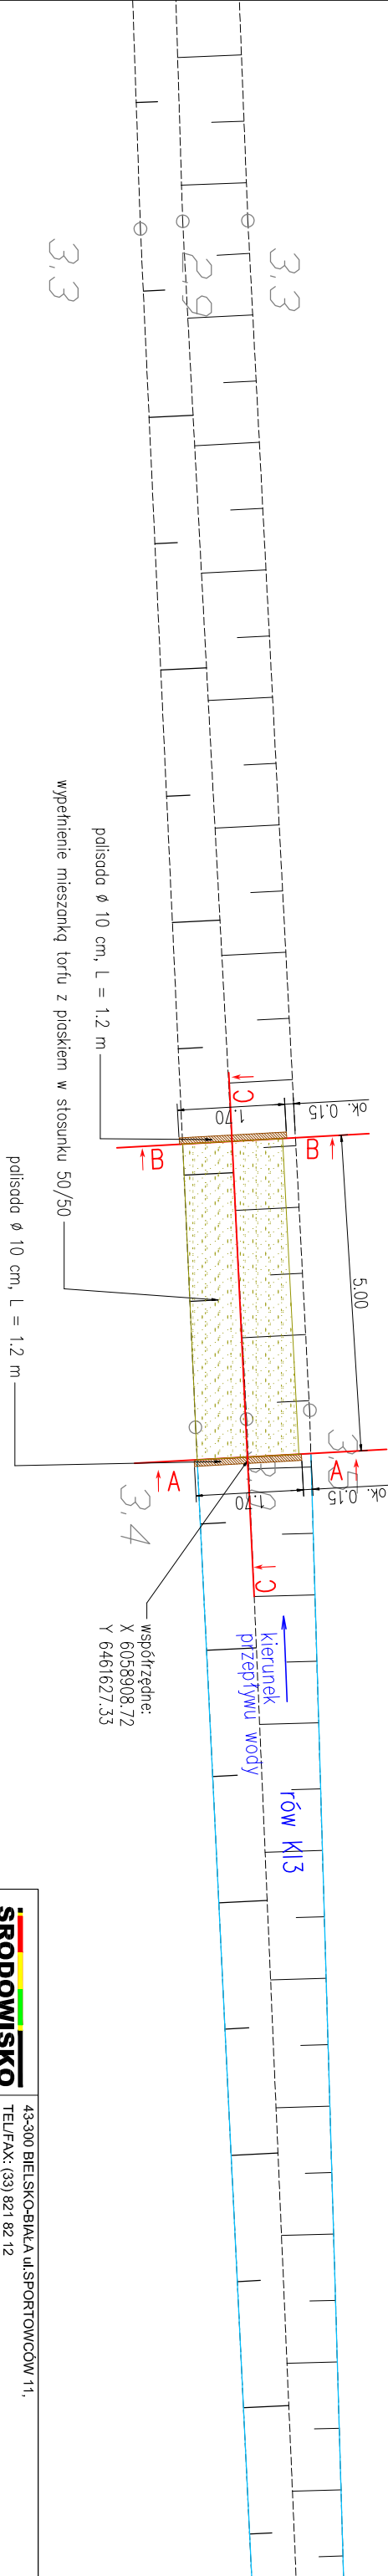 3,3
2,9
3,3
palisada ø 10 cm, L = 1.2 m
wypełnienie mieszanką torfu z piaskiem w stosunku 50/50
palisada ø 10 cm, L = 1.2 m
ok. 0.15
1.70
C
B
B
5.00
A
A
ok. 0.15
1.70
C
3,4
współrzędne:
X 6058908.72
Y 6461627.33
kierunek
przepływu wody
rów KI3
ŚRODOWISKO
43-300 BIELSKO-BIAŁA ul.SPORTOWCÓW 11,
TEL/FAX: (33) 821 82 12